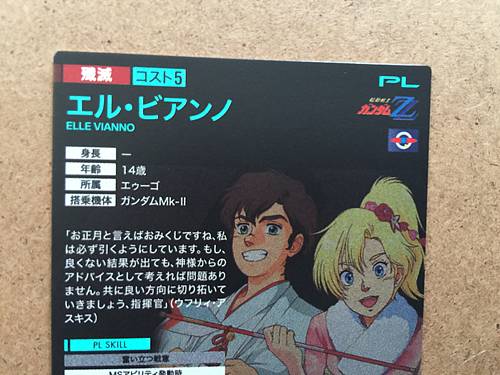 殲滅 コスト5 PL
エル・ビアンノ
ELLE VIANNO
機動戦士
ガンダムZZ
身長 ー
年齢 14歳
所属 エゥーゴ
搭乗機体 ガンダムMk-II
「お正月と言えばおみくじですね、私
は必ず引くようにしています。もし、
良くない結果が出ても、神様からの
アドバイスとして考えれば問題あり
ません。共に良い方向に切り拓いて
いきましょう、指揮官」(ウフリィ・ア
スキス)
PL SKILL
奮い立つ戦意
MSアビリティ発動時